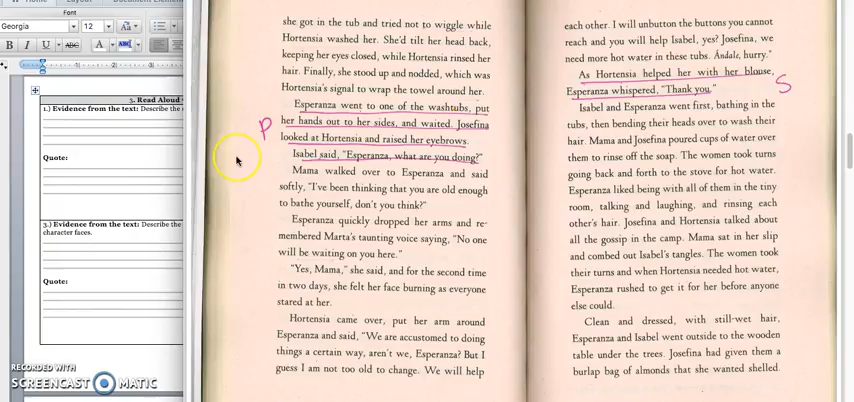 Home
Layout
Document Elements
Font
Georgia
12
Aa
B I U A ABC
3. Read Aloud
1.) Evidence from the text: Describe the
Quote:
3.) Evidence from the text: Describe the
character faces.
Quote:
RECORDED WITH
SCREENCAST MATIC
she got in the tub and tried not to wiggle while
Hortensia washed her. She'd tilt her head back,
keeping her eyes closed, while Hortensia rinsed her
hair. Finally, she stood up and nodded, which was
Hortensia's signal to wrap the towel around her.
Esperanza went to one of the washtubs, put
her hands out to her sides, and waited. Josefina
looked at Hortensia and raised her eyebrows.
P
Isabel said, "Esperanza, what are you doing?"
Mama walked over to Esperanza and said
softly, "I've been thinking that you are old enough
to bathe yourself, don't you think?"
Esperanza quickly dropped her arms and re-
membered Marta's taunting voice saying, "No one
will be waiting on you here."
"Yes, Mama," she said, and for the second time
in two days, she felt her face burning as everyone
stared at her.
Hortensia came over, put her arm around
Esperanza and said, "We are accustomed to doing
things a certain way, aren't we, Esperanza? But I
guess I am not too old to change. We will help
each other. I will unbutton the buttons you cannot
reach and you will help Isabel, yes? Josefina, we
need more hot water in these tubs. Ándale, hurry."
As Hortensia helped her with her blouse,
Esperanza whispered, "Thank you."
S
Isabel and Esperanza went first, bathing in the
tubs, then bending their heads over to wash their
hair. Mama and Josefina poured cups of water over
them to rinse off the soap. The women took turns
going back and forth to the stove for hot water.
Esperanza liked being with all of them in the tiny
room, talking and laughing, and rinsing each
other's hair. Josefina and Hortensia talked about
all the gossip in the camp. Mama sat in her slip
and combed out Isabel's tangles. The women took
their turns and when Hortensia needed hot water,
Esperanza rushed to get it for her before anyone
else could.
Clean and dressed, with still-wet hair,
Esperanza and Isabel went outside to the wooden
table under the trees. Josefina had given them a
burlap bag of almonds that she wanted shelled.